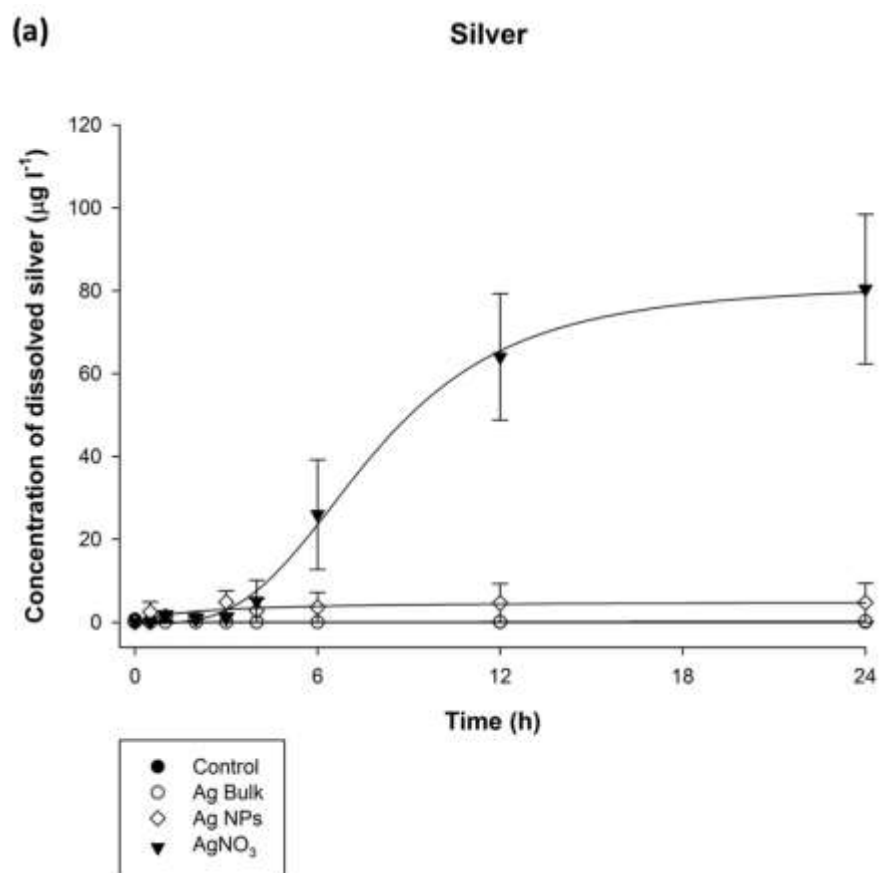 (a)
Silver
Concentration of dissolved silver (µg l⁻¹)
120
100
80
60
40
20
0
0 6 12 18 24
Time (h)
Control
Ag Bulk
Ag NPs
AgNO₃